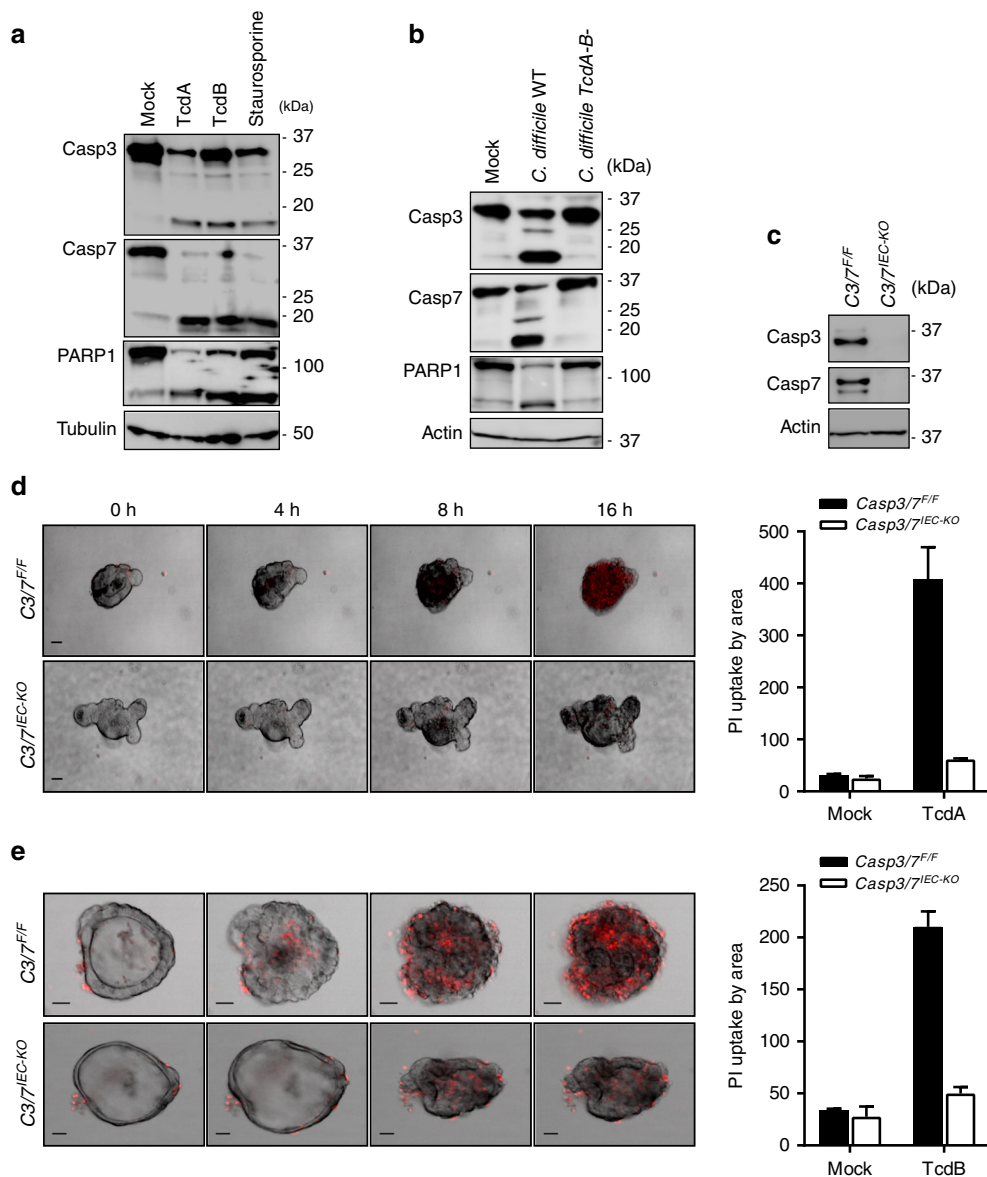 a
Mock
TcdA
TcdB
Staurosporine
(kDa)
Casp3
- 37
- 25
- 20
Casp7
- 37
- 25
- 20
PARP1
- 100
Tubulin
- 50
b
Mock
C. difficile WT
C. difficile TcdA-B-
(kDa)
Casp3
- 37
- 25
- 20
Casp7
- 37
- 25
- 20
PARP1
- 100
Actin
- 37
c
C3/7F/F
C3/7IEC-KO
(kDa)
Casp3
- 37
Casp7
- 37
Actin
- 37
d
0 h 4 h 8 h 16 h
C3/7F/F
C3/7IEC-KO
Casp3/7F/F
Casp3/7IEC-KO
PI uptake by area
500
400
300
200
100
0
Mock TcdA
e
C3/7F/F
C3/7IEC-KO
Casp3/7F/F
Casp3/7IEC-KO
PI uptake by area
250
200
150
100
50
0
Mock TcdB